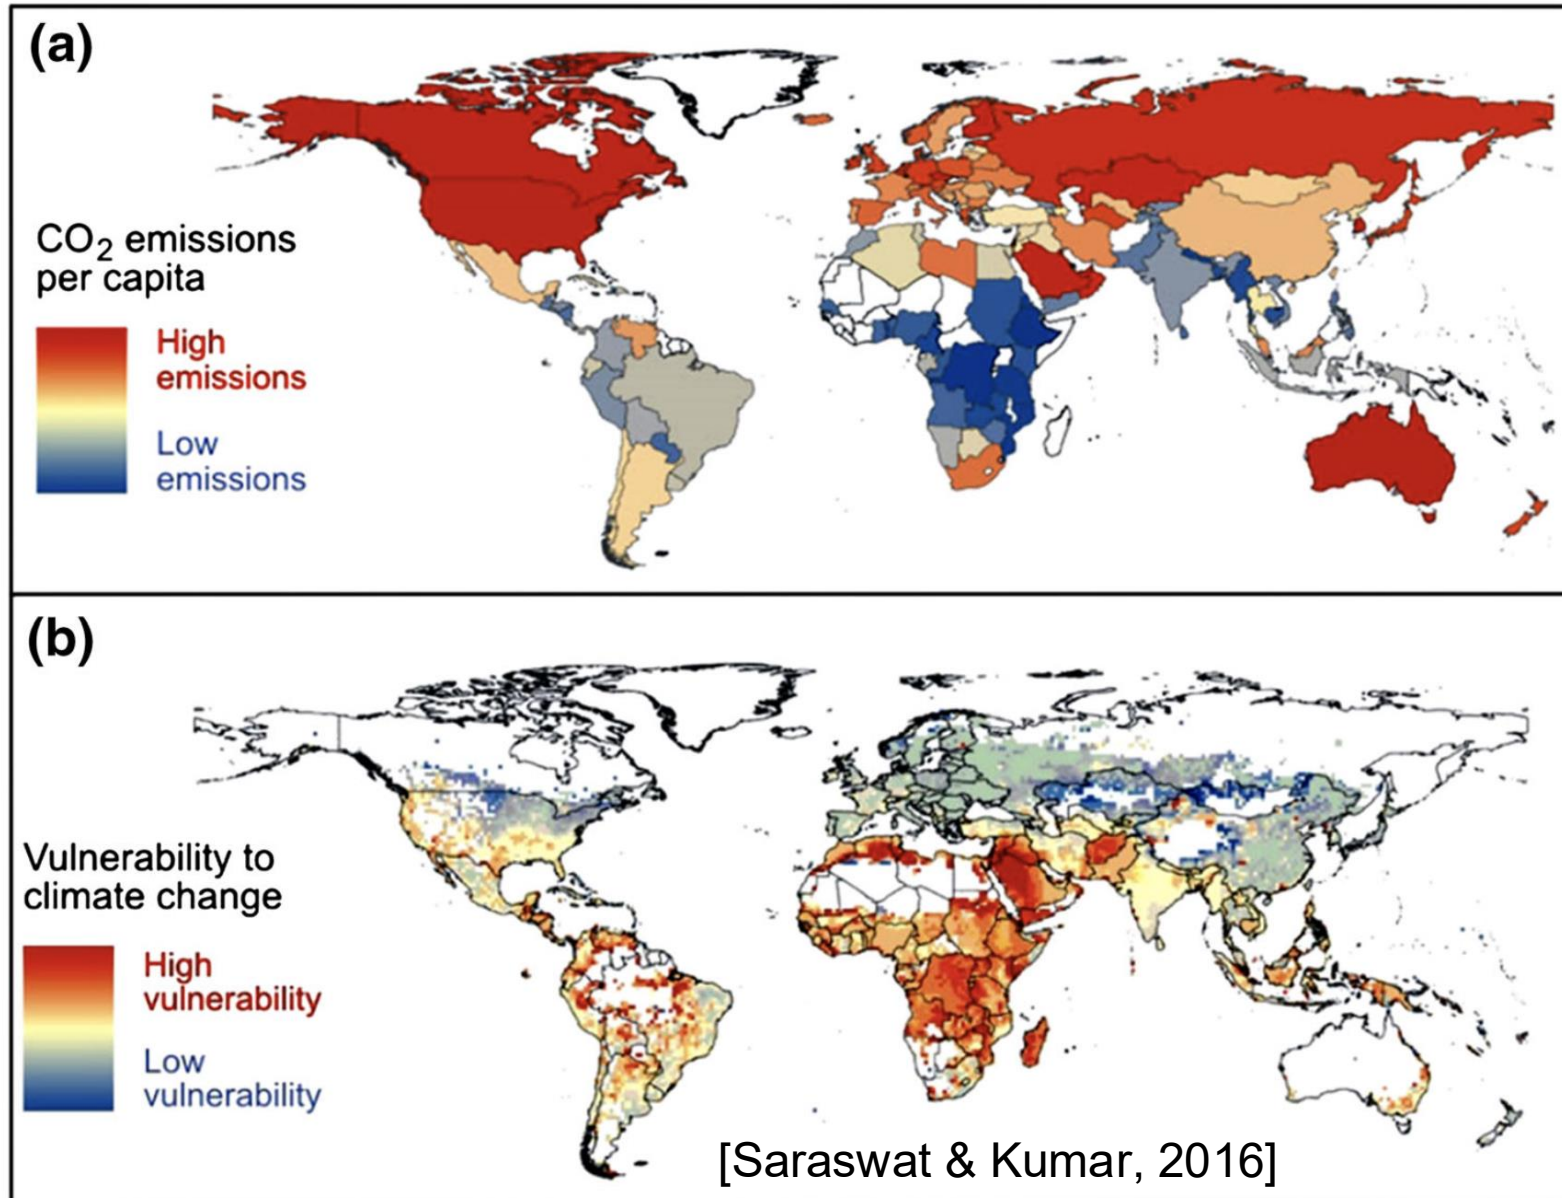 (a)
CO₂ emissions
per capita
High
emissions
Low
emissions
(b)
Vulnerability to
climate change
High
vulnerability
Low
vulnerability
[Saraswat & Kumar, 2016]